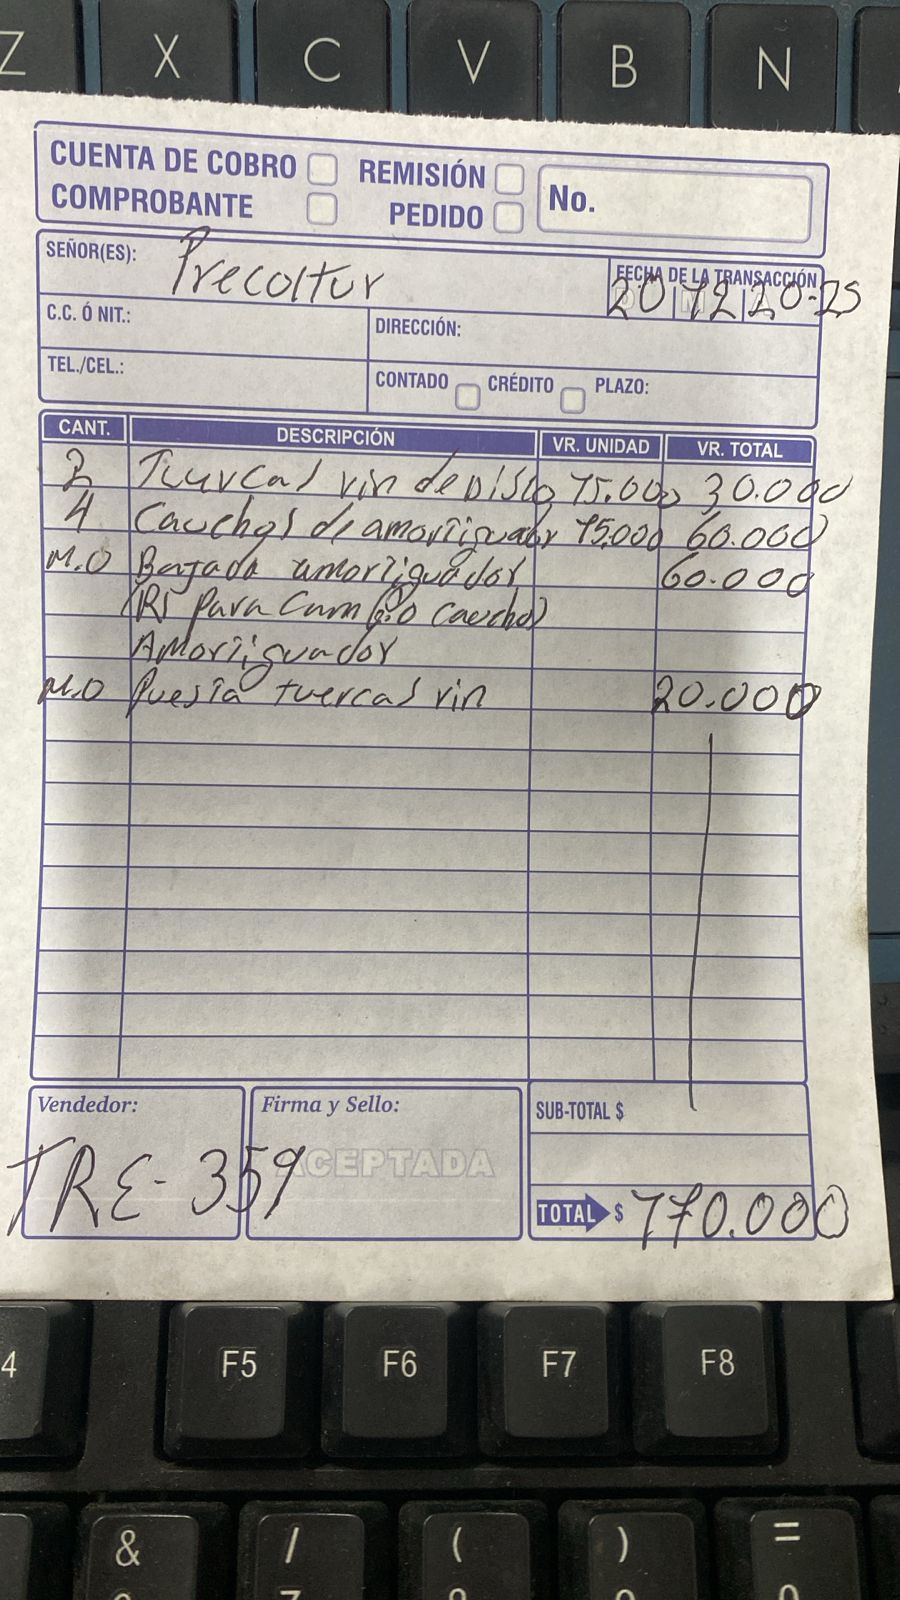 Z X C V B N
CUENTA DE COBRO REMISIÓN No.
COMPROBANTE PEDIDO
SEÑOR(ES): Precoltur FECHA DE LA TRANSACCIÓN
20 12 20-25
C.C. Ó NIT.: DIRECCIÓN:
TEL./CEL.: CONTADO CRÉDITO PLAZO:
CANT. DESCRIPCIÓN VR. UNIDAD VR. TOTAL
2 Tuercas rin de Disco 15.000 30.000
4 Cauchos de amortiguador 15.000 60.000
M.O Bajada amortiguador 60.000
para Cambio Caucho)
Amortiguador
M.O Puesta tuercas rin 20.000
Vendedor: Firma y Sello: SUB-TOTAL $
TRE-359 ACEPTADA
TOTAL $ 170.000
4 F5 F6 F7 F8
& / ( ) =